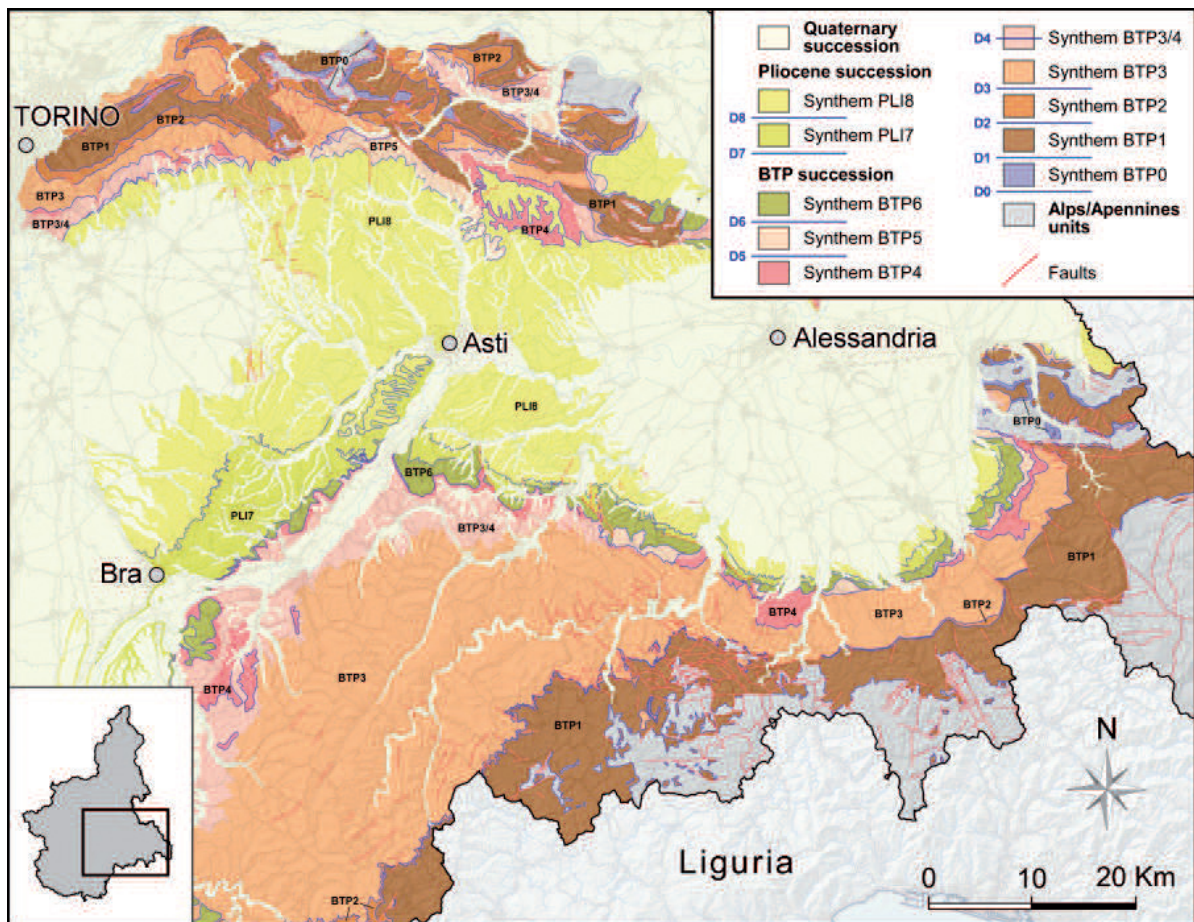 Quaternary
succession
Pliocene succession
Synthem PLI8
D8
Synthem PLI7
D7
BTP succession
Synthem BTP6
D6
Synthem BTP5
D5
Synthem BTP4
D4
Synthem BTP3/4
Synthem BTP3
D3
Synthem BTP2
D2
Synthem BTP1
D1
Synthem BTP0
D0
Alps/Apennines
units
Faults
BTP0
BTP2
BTP3/4
TORINO
BTP2
BTP1
BTP5
BTP3
BTP3/4
PLI8
BTP4
BTP1
Asti
Alessandria
PLI8
BTP0
BTP6
PLI7
BTP3/4
Bra
BTP1
BTP4
BTP3
BTP2
BTP4
BTP3
BTP1
N
Liguria
0 10 20 Km
BTP2